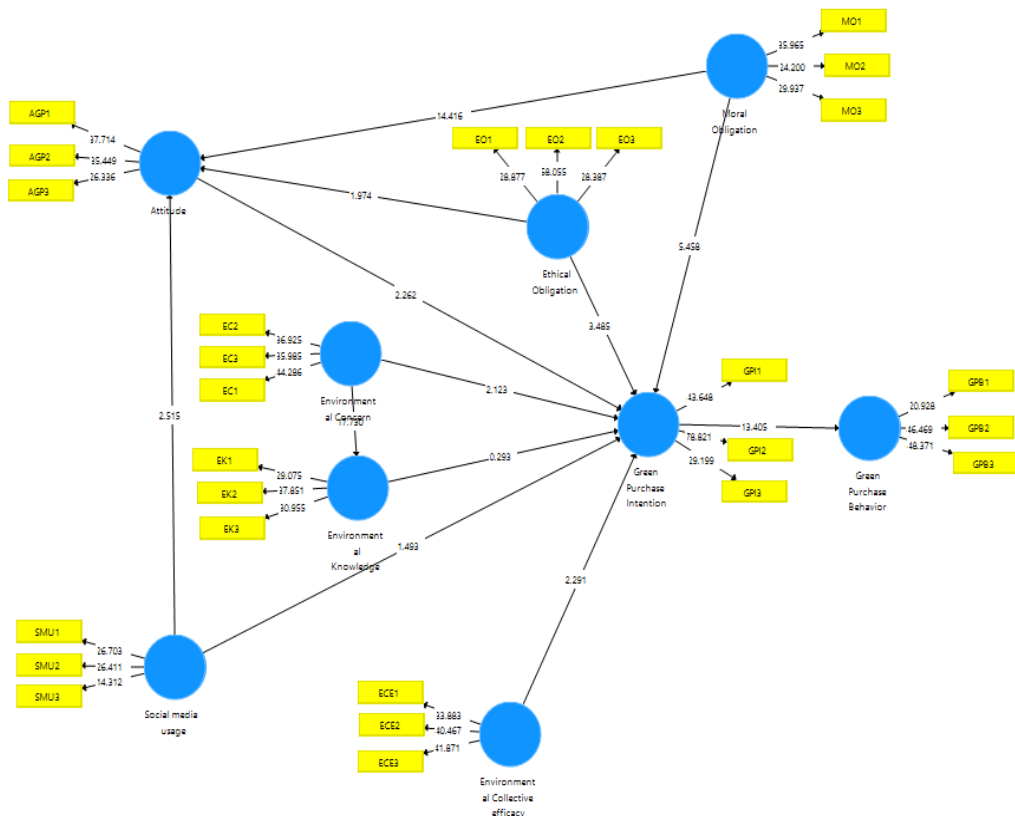 MO1
35.965
MO2
24.200
29.937
MO3
Moral
Obligation
AGP1
37.714
AGP2
35.449
26.336
AGP3
Attitude
14.416
EO1
EO2
EO3
28.877
58.055
28.387
1.974
Ethical
Obligation
5.458
2.262
3.485
EC2
36.925
EC3
35.985
EC1
44.286
Environment
al Concern
2.123
2.515
GPI1
43.648
GPI2
78.821
29.199
GPI3
Green
Purchase
Intention
13.405
GPB1
20.928
GPB2
46.469
48.371
GPB3
Green
Purchase
Behavior
EK1
29.075
EK2
37.851
30.955
EK3
Environment
al
Knowledge
0.293
1.493
2.291
SMU1
26.703
SMU2
26.411
14.312
SMU3
Social media
usage
ECE1
33.883
ECE2
40.467
41.871
ECE3
Environment
al Collective
efficacy